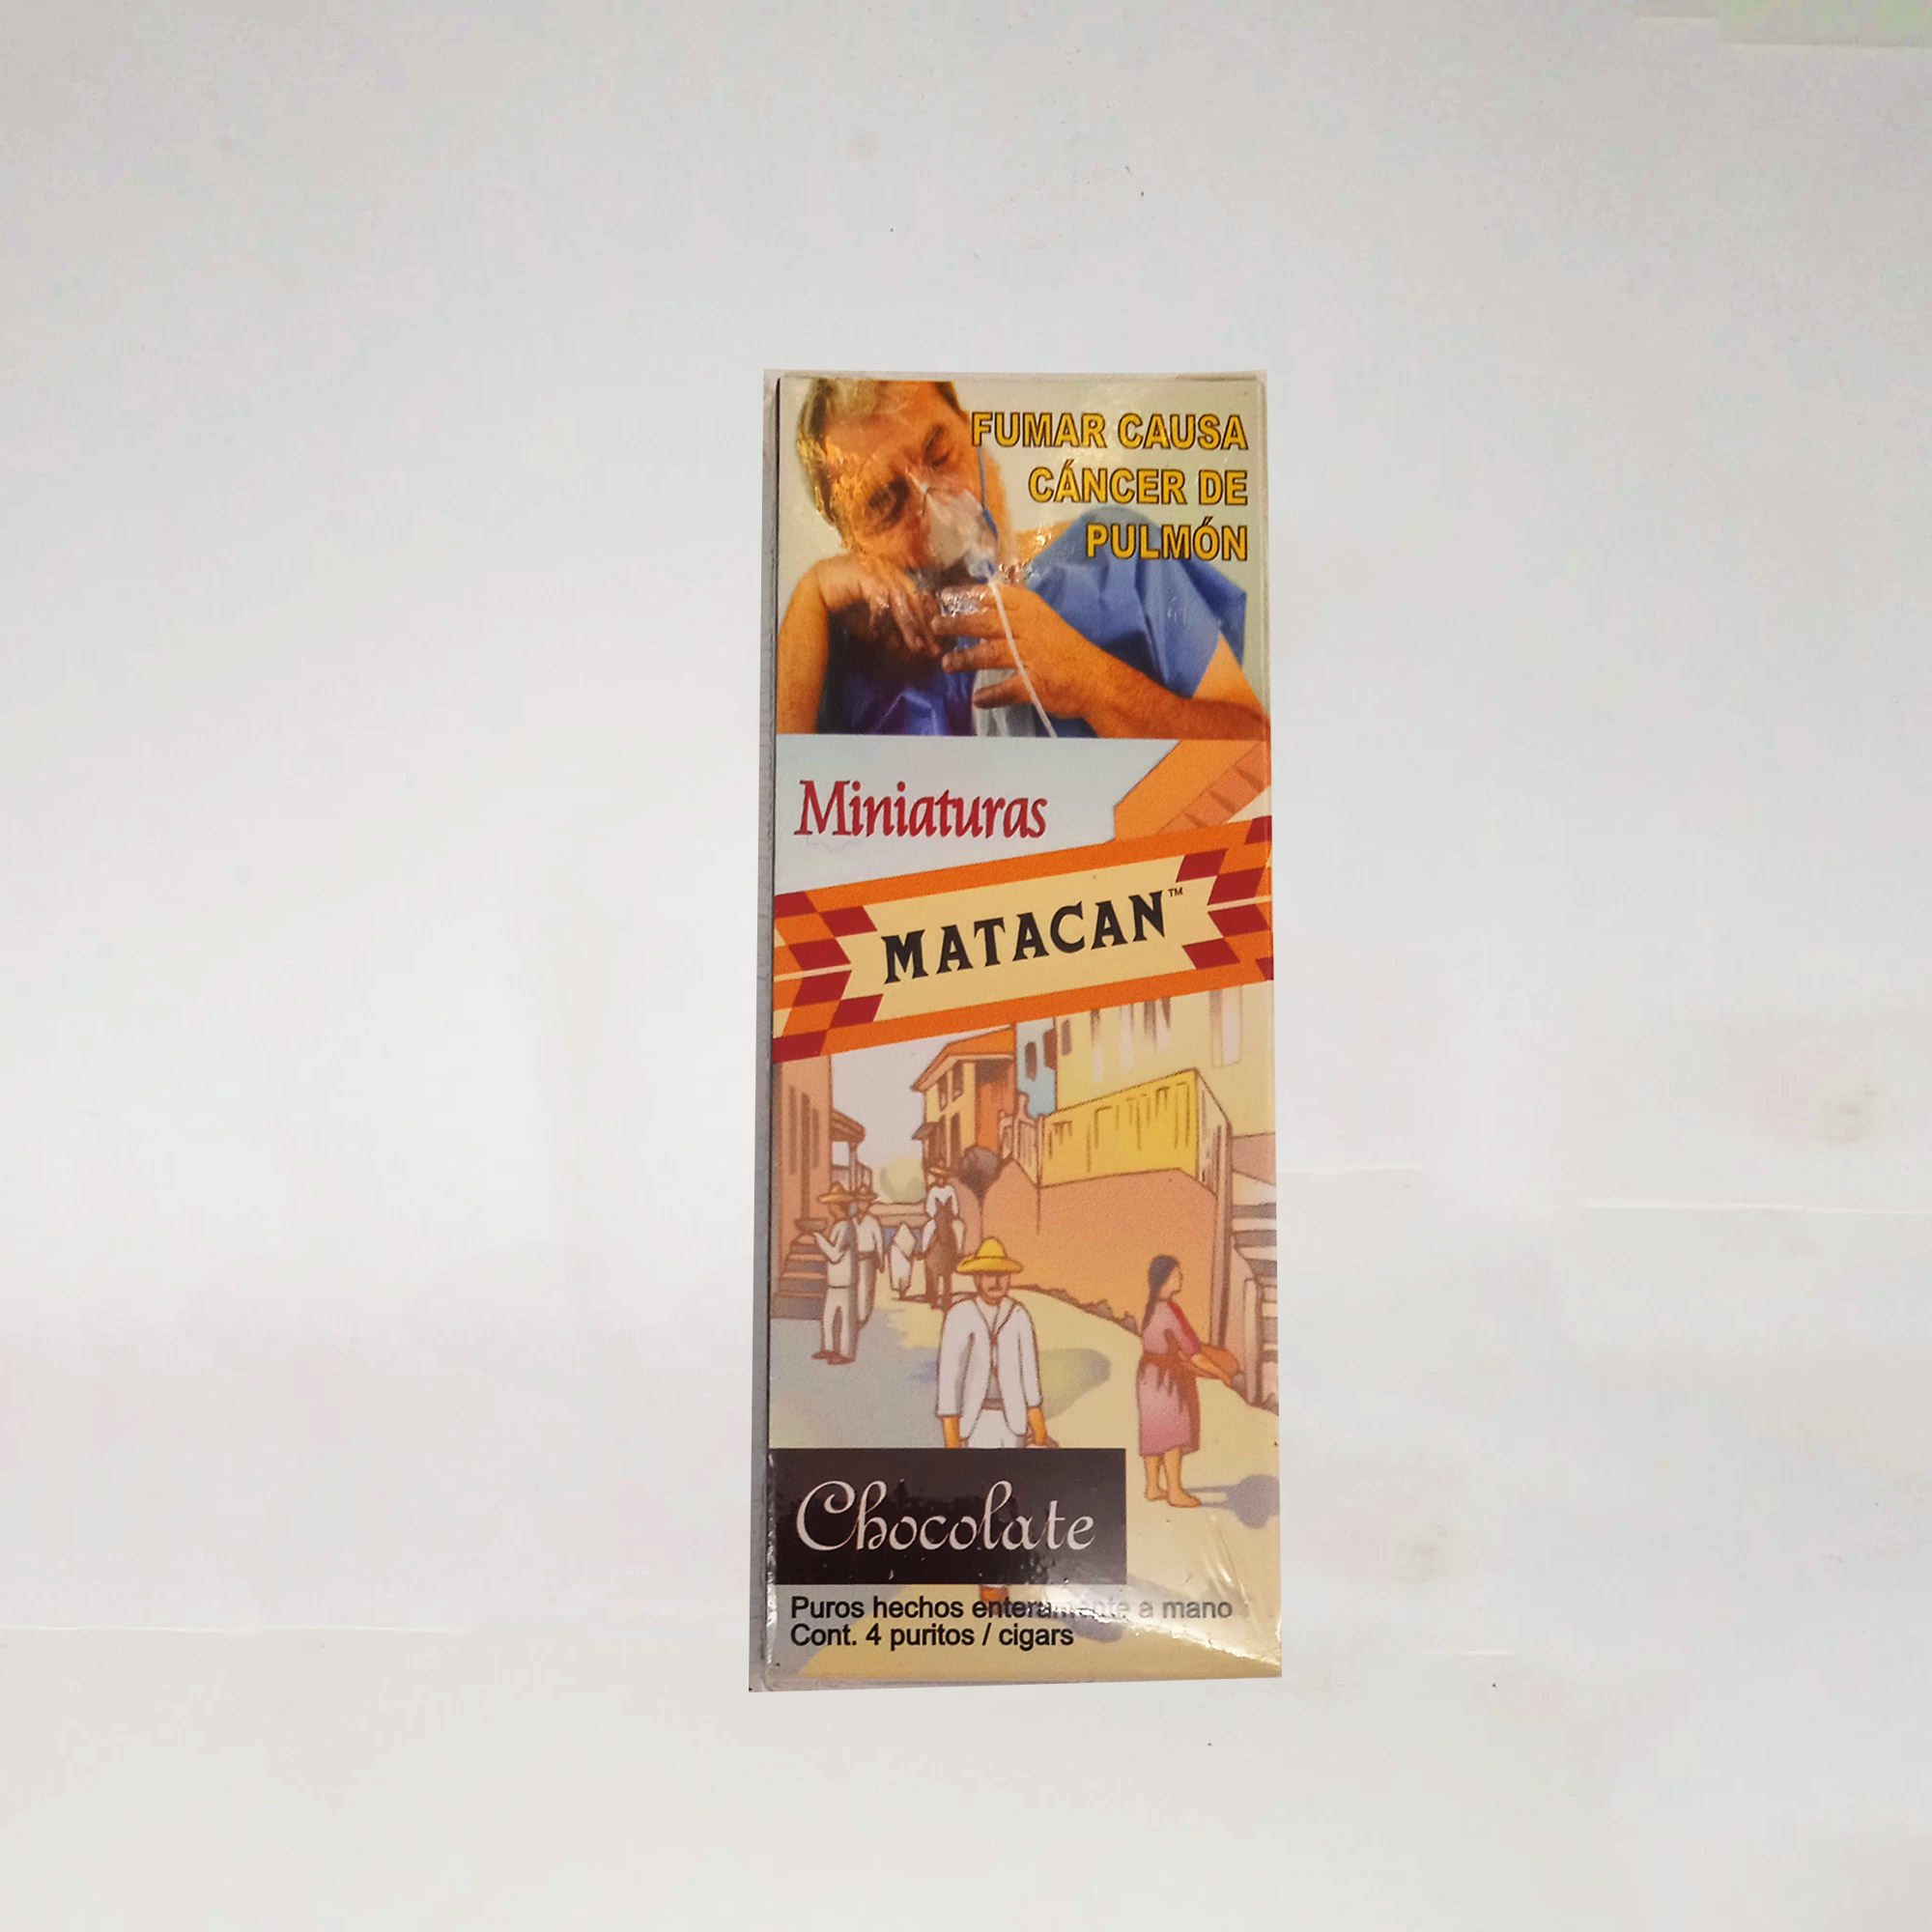 FUMAR CAUSA
CÁNCER DE
PULMÓN
Miniaturas
MATACAN™
Chocolate
Puros hechos enteramente a mano
Cont. 4 puritos / cigars